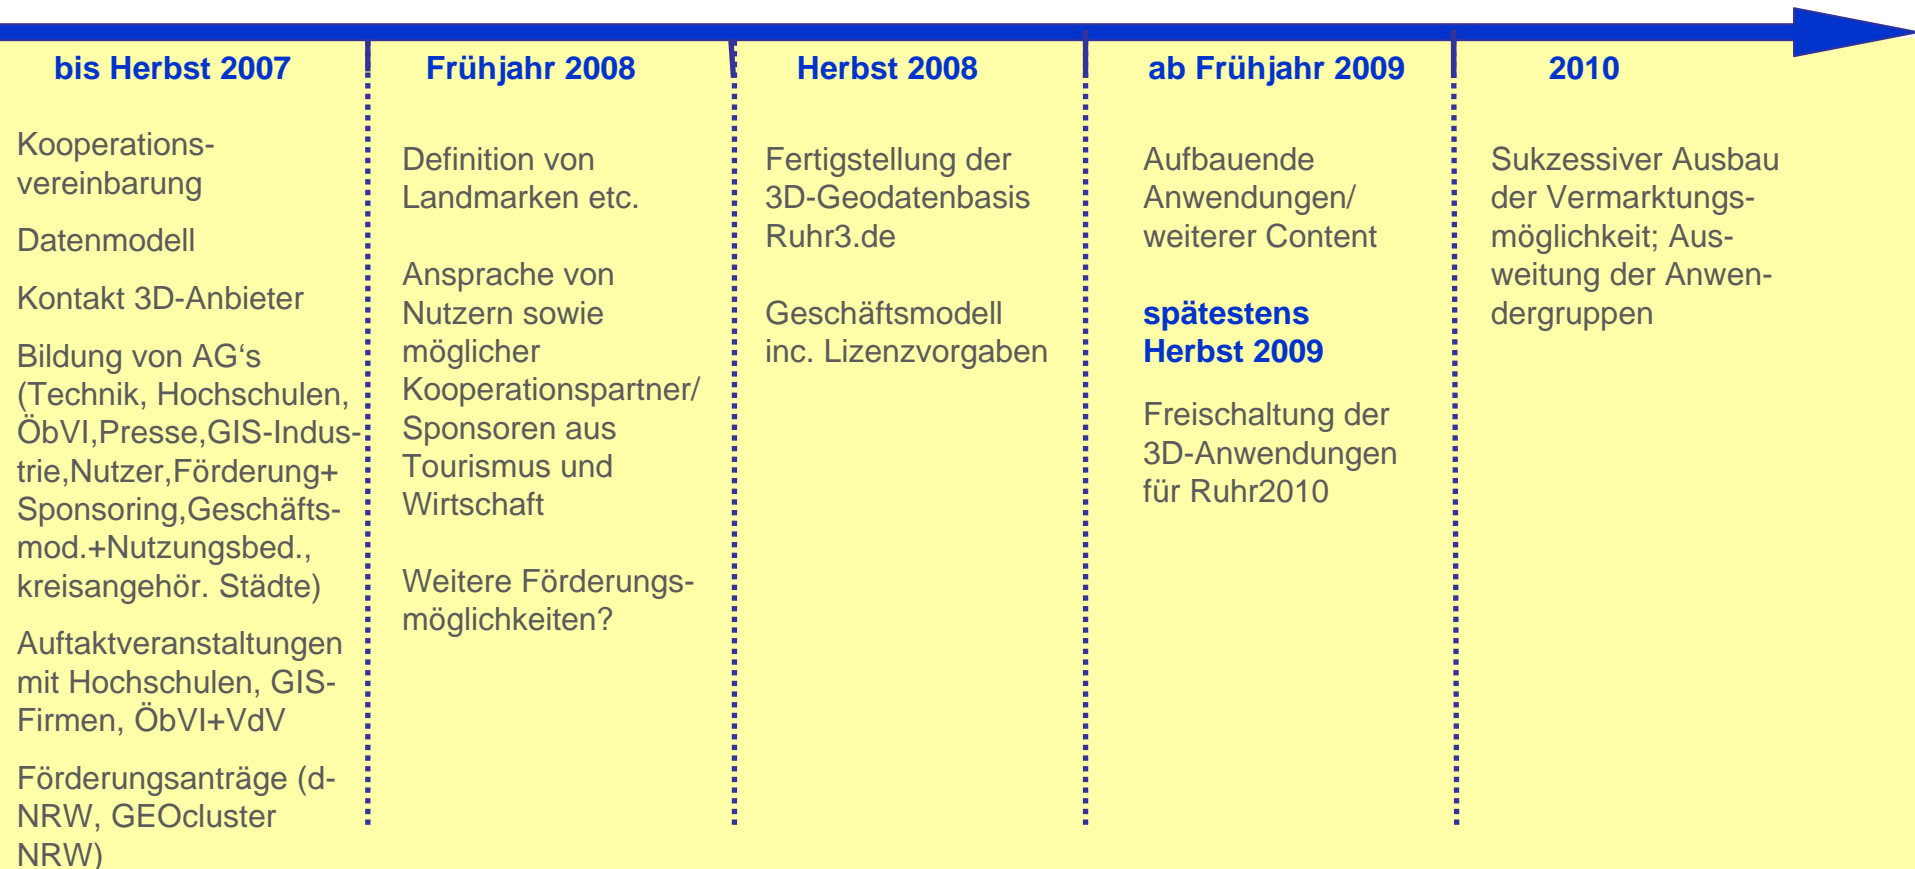 bis Herbst 2007
Kooperations-
vereinbarung
Datenmodell
Kontakt 3D-Anbieter
Bildung von AG‘s
(Technik, Hochschulen,
ÖbVI,Presse,GIS-Indus-
trie,Nutzer,Förderung+
Sponsoring,Geschäfts-
mod.+Nutzungsbed.,
kreisangehör. Städte)
Auftaktveranstaltungen
mit Hochschulen, GIS-
Firmen, ÖbVI+VdV
Förderungsanträge (d-
NRW, GEOcluster
NRW)
Frühjahr 2008
Definition von
Landmarken etc.
Ansprache von
Nutzern sowie
möglicher
Kooperationspartner/
Sponsoren aus
Tourismus und
Wirtschaft
Weitere Förderungs-
möglichkeiten?
Herbst 2008
Fertigstellung der
3D-Geodatenbasis
Ruhr3.de
Geschäftsmodell
inc. Lizenzvorgaben
ab Frühjahr 2009
Aufbauende
Anwendungen/
weiterer Content
spätestens
Herbst 2009
Freischaltung der
3D-Anwendungen
für Ruhr2010
2010
Sukzessiver Ausbau
der Vermarktungs-
möglichkeit; Aus-
weitung der Anwen-
dergruppen